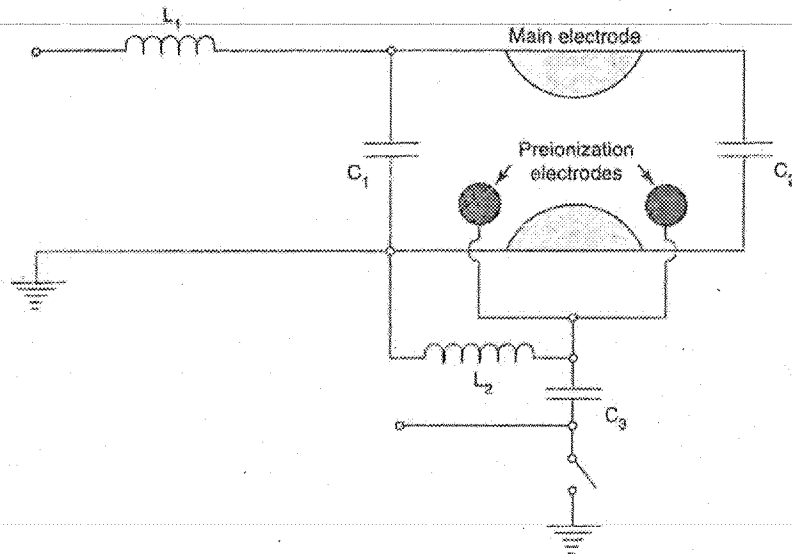 L₁
Main electrode
C₁
Preionization
electrodes
C₂
L₂
C₃